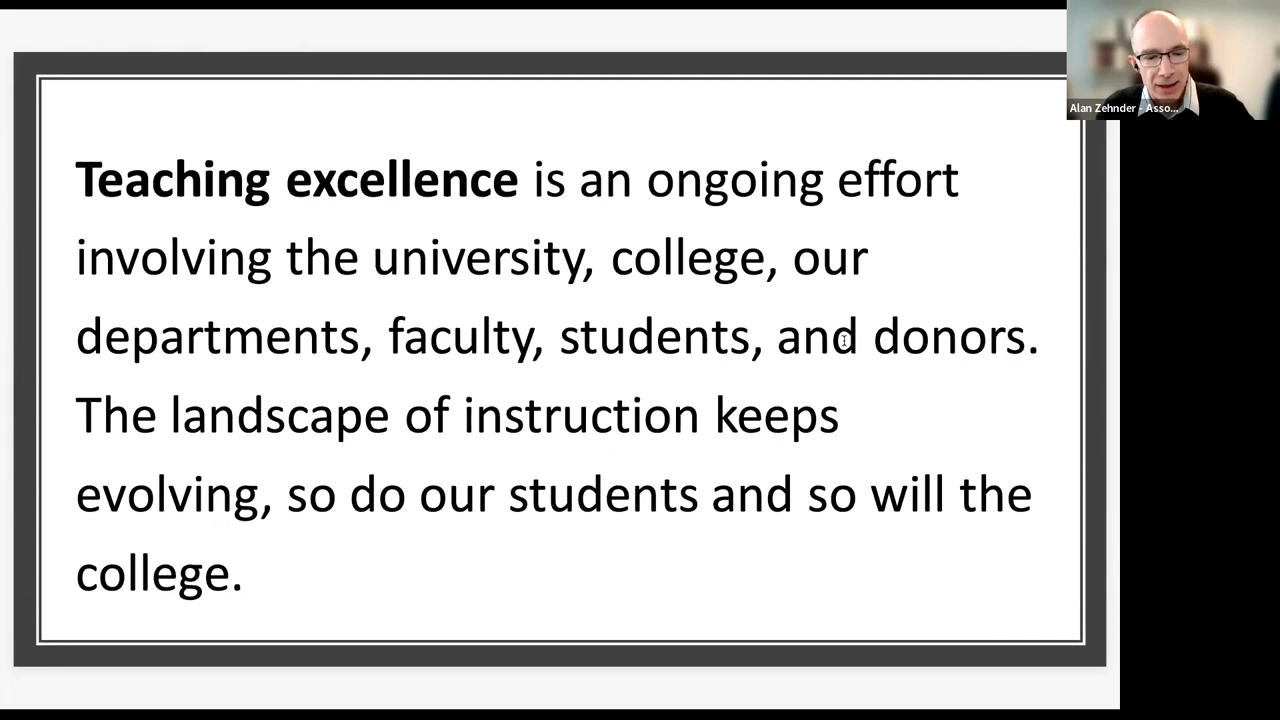 Alan Zehnder - Asso...
Teaching excellence is an ongoing effort
involving the university, college, our
departments, faculty, students, and donors.
The landscape of instruction keeps
evolving, so do our students and so will the
college.